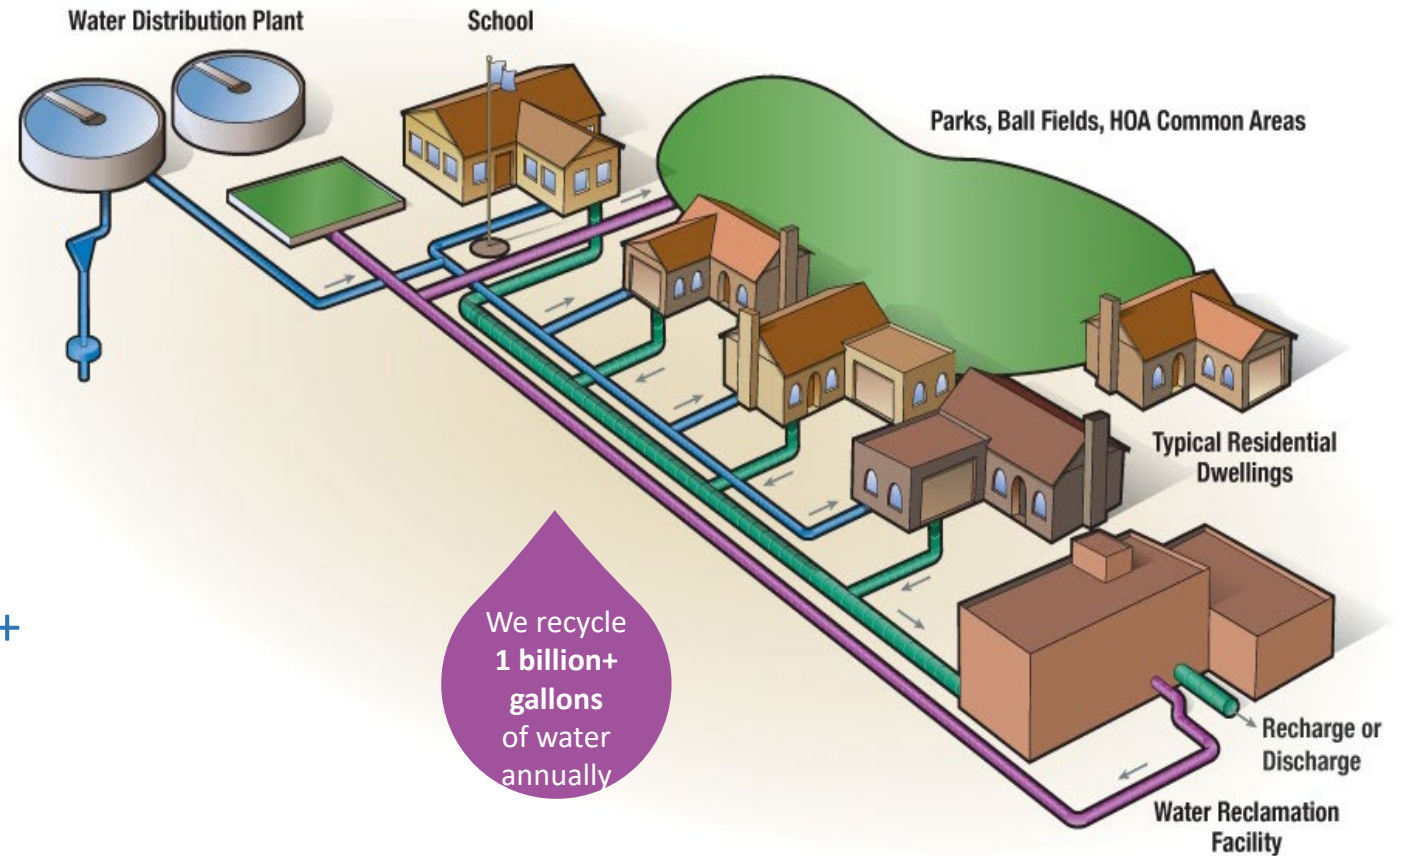 Water Distribution Plant
School
Parks, Ball Fields, HOA Common Areas
Typical Residential
Dwellings
+
We recycle
1 billion+
gallons
of water
annually
Recharge or
Discharge
Water Reclamation
Facility